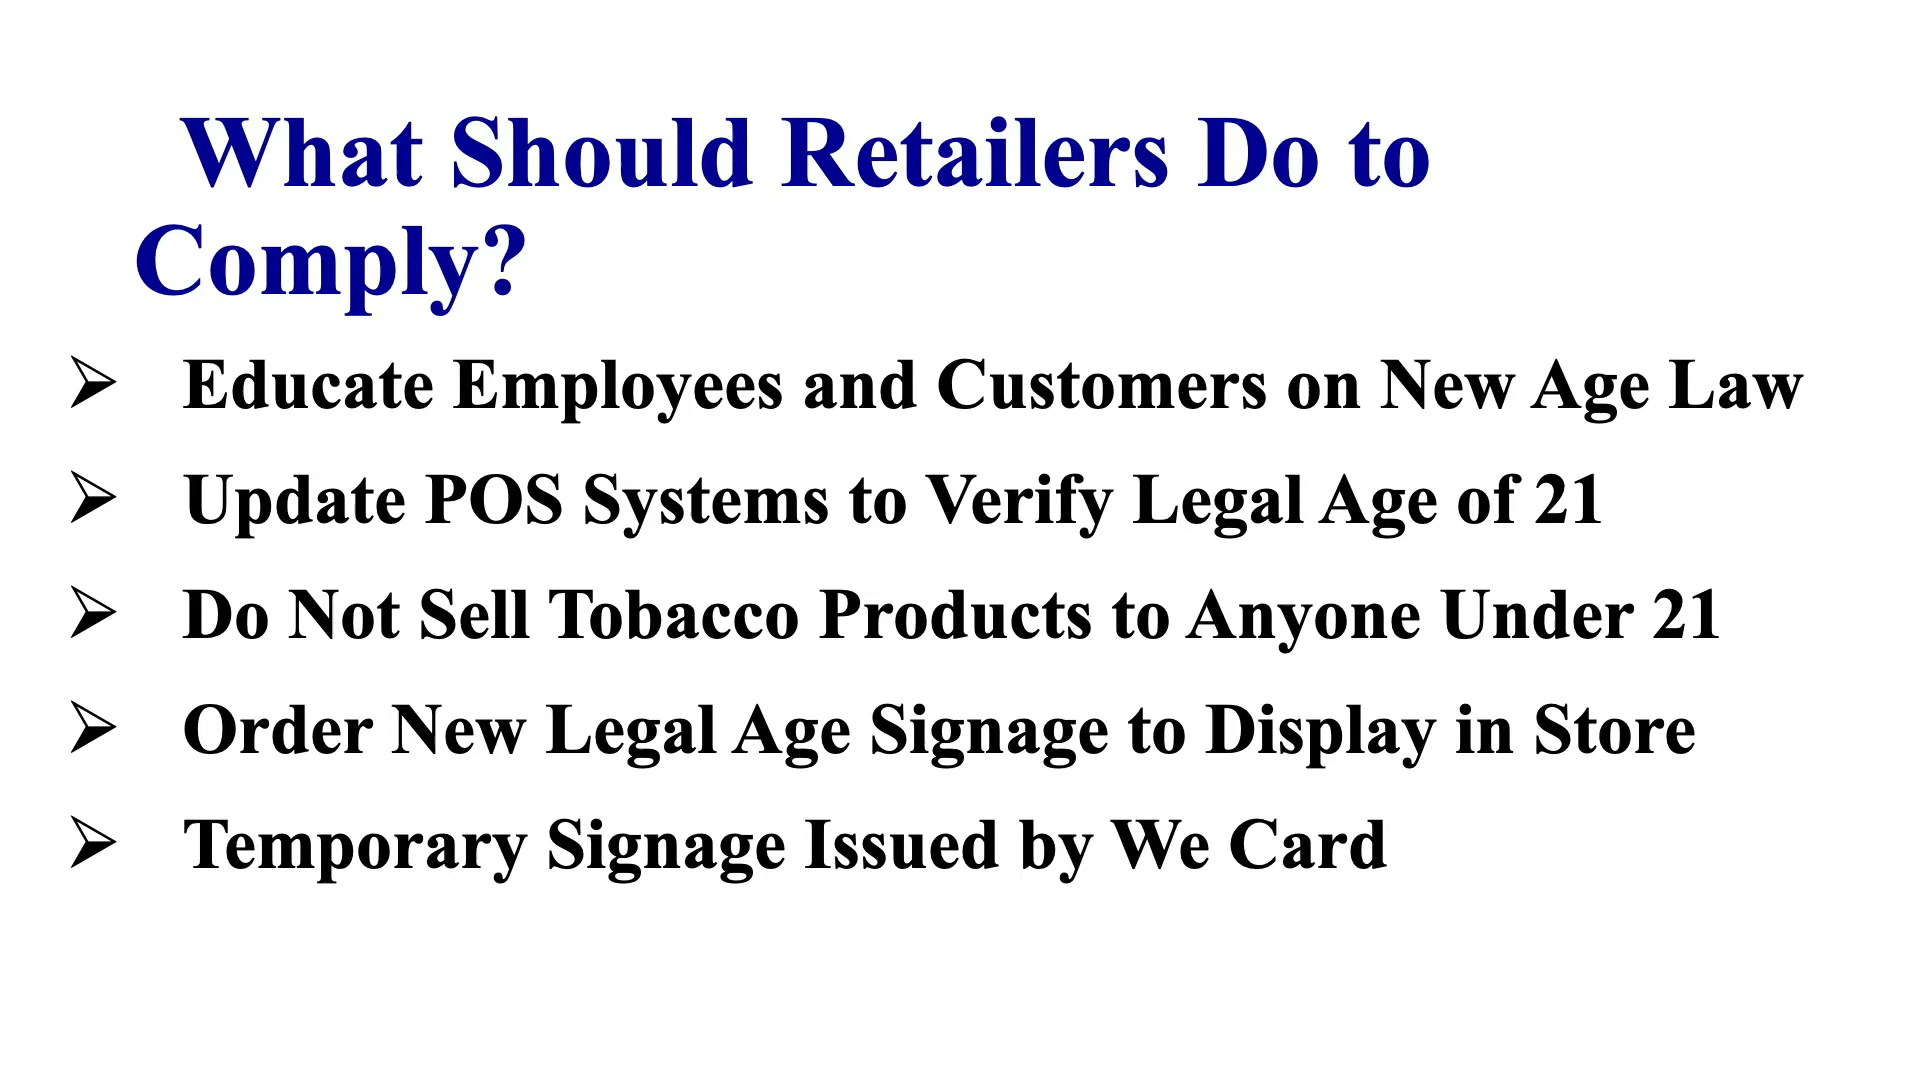 What Should Retailers Do to
Comply?
➢ Educate Employees and Customers on New Age Law
➢ Update POS Systems to Verify Legal Age of 21
➢ Do Not Sell Tobacco Products to Anyone Under 21
➢ Order New Legal Age Signage to Display in Store
➢ Temporary Signage Issued by We Card